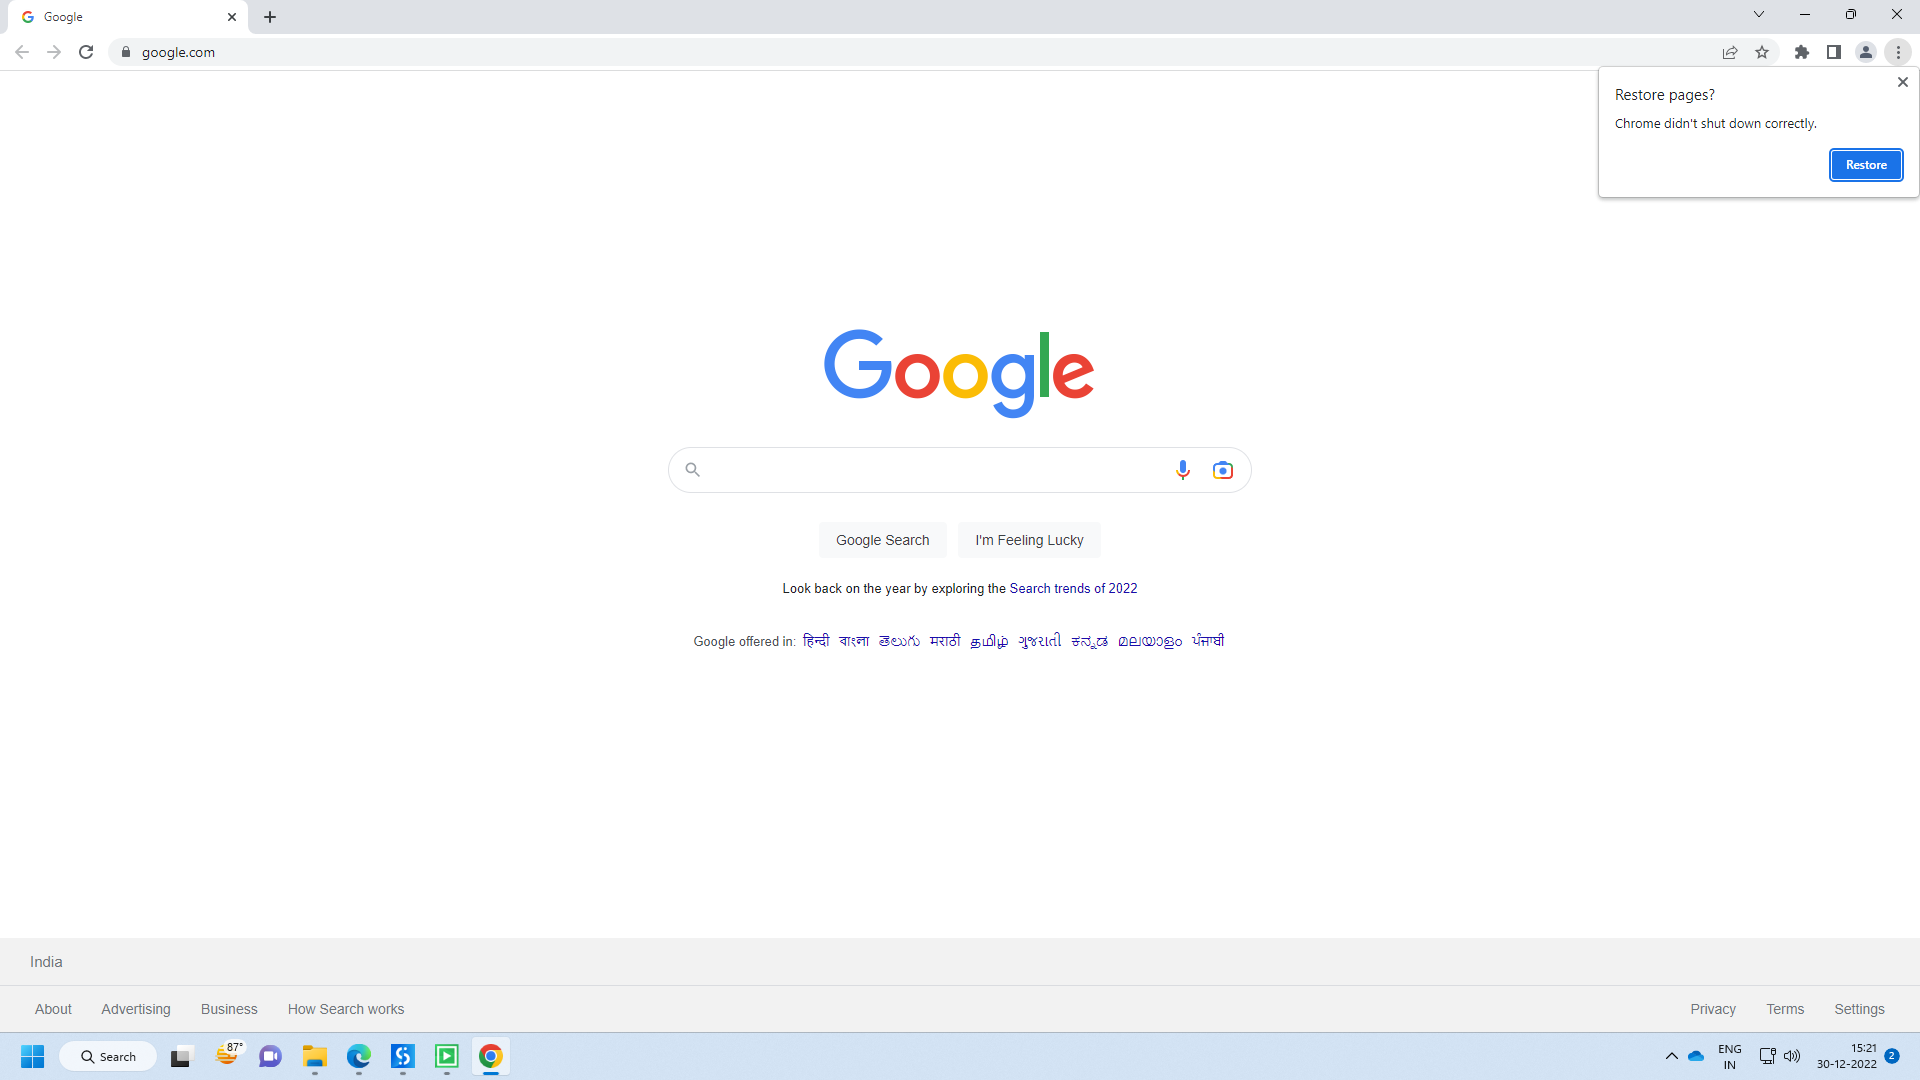 Google
google.com
Restore pages?
Chrome didn't shut down correctly.
Restore
Google
Google Search
I'm Feeling Lucky
Look back on the year by exploring the Search trends of 2022
Google offered in: हिन्दी বাংলা తెలుగు मराठी தமிழ் ગુજરાતી ಕನ್ನಡ മലയാളം ਪੰਜਾਬੀ
India
About Advertising Business How Search works
Privacy Terms Settings
Search
87°
ENG
IN
15:21
30-12-2022
2